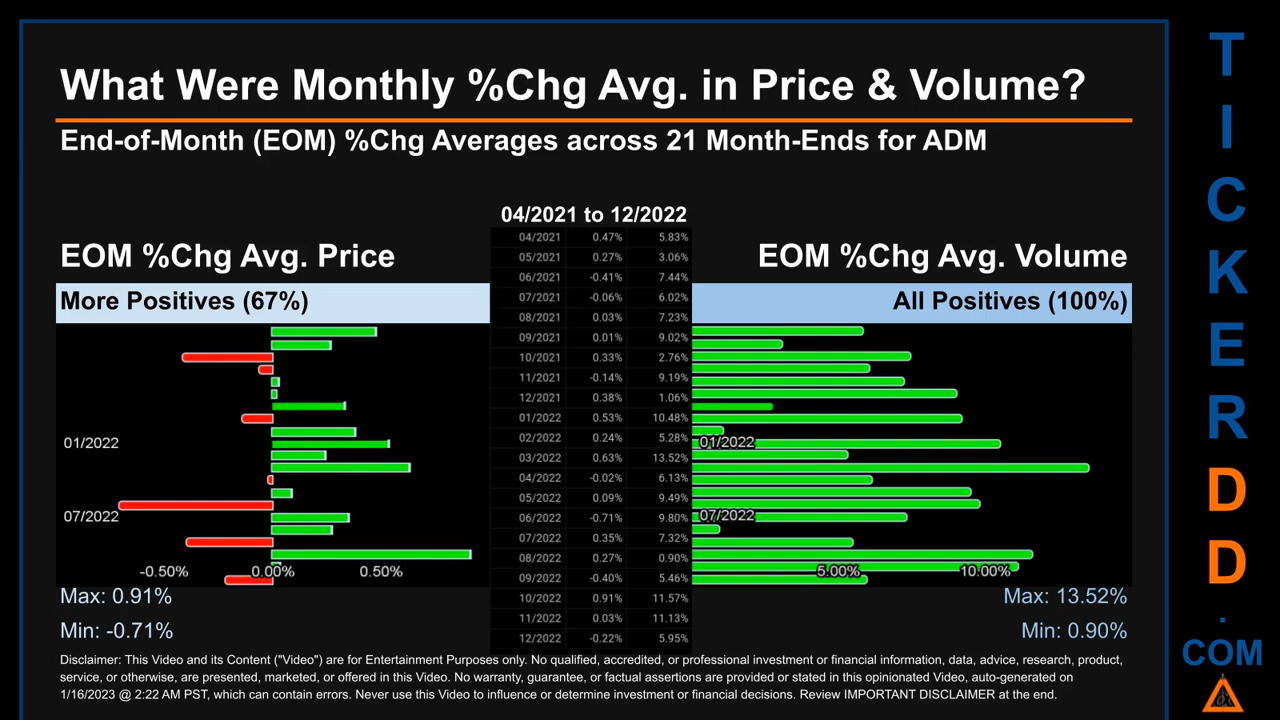 What Were Monthly %Chg Avg. in Price & Volume?
End-of-Month (EOM) %Chg Averages across 21 Month-Ends for ADM
04/2021 to 12/2022
EOM %Chg Avg. Price
EOM %Chg Avg. Volume
More Positives (67%)
All Positives (100%)
04/2021 0.47% 5.83%
05/2021 0.27% 3.06%
06/2021 -0.41% 7.44%
07/2021 -0.06% 6.02%
08/2021 0.03% 7.23%
09/2021 0.01% 9.02%
10/2021 0.33% 2.76%
11/2021 -0.14% 9.19%
12/2021 0.38% 1.06%
01/2022 0.53% 10.48%
02/2022 0.24% 5.28%
03/2022 0.63% 13.52%
04/2022 -0.02% 6.13%
05/2022 0.09% 9.49%
06/2022 -0.71% 9.80%
07/2022 0.35% 7.32%
08/2022 0.27% 0.90%
09/2022 -0.40% 5.46%
10/2022 0.91% 11.57%
11/2022 0.03% 11.13%
12/2022 -0.22% 5.95%
01/2022
07/2022
-0.50% 0.00% 0.50%
01/2022
07/2022
5.00% 10.00%
Max: 0.91%
Min: -0.71%
Max: 13.52%
Min: 0.90%
Disclaimer: This Video and its Content ("Video") are for Entertainment Purposes only. No qualified, accredited, or professional investment or financial information, data, advice, research, product,
service, or otherwise, are presented, marketed, or offered in this Video. No warranty, guarantee, or factual assertions are provided or stated in this opinionated Video, auto-generated on
1/16/2023 @ 2:22 AM PST, which can contain errors. Never use this Video to influence or determine investment or financial decisions. Review IMPORTANT DISCLAIMER at the end.
T
I
C
K
E
R
D
D
.
COM